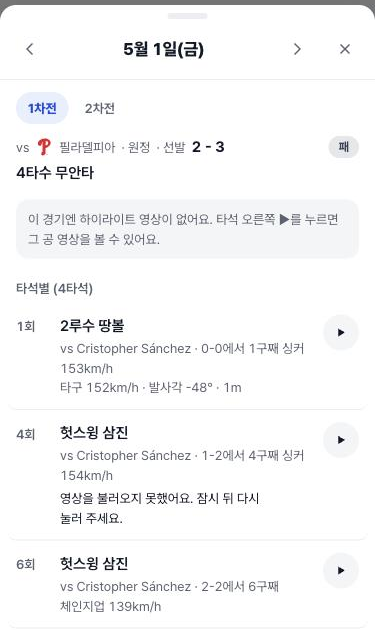 5월 1일(금)
1차전 2차전
vs 필라델피아 · 원정 · 선발 2 - 3 패
4타수 무안타
이 경기엔 하이라이트 영상이 없어요. 타석 오른쪽 ▶를 누르면
그 공 영상을 볼 수 있어요.
타석별 (4타석)
1회 2루수 땅볼
vs Cristopher Sánchez · 0-0에서 1구째 싱커
153km/h
타구 152km/h · 발사각 -48° · 1m
4회 헛스윙 삼진
vs Cristopher Sánchez · 1-2에서 4구째 싱커
154km/h
영상을 불러오지 못했어요. 잠시 뒤 다시
눌러 주세요.
6회 헛스윙 삼진
vs Cristopher Sánchez · 2-2에서 6구째
체인지업 139km/h